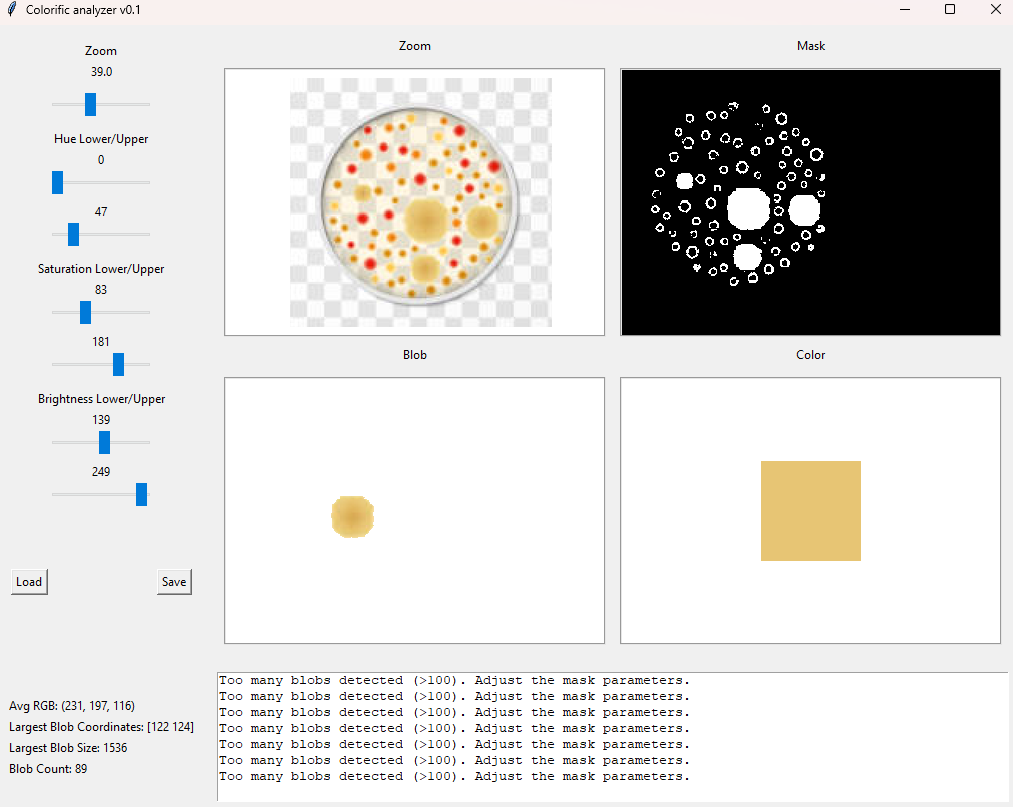 Colorific analyzer v0.1
Zoom
39.0
Hue Lower/Upper
0
47
Saturation Lower/Upper
83
181
Brightness Lower/Upper
139
249
Load
Save
Avg RGB: (231, 197, 116)
Largest Blob Coordinates: [122 124]
Largest Blob Size: 1536
Blob Count: 89
Zoom
Mask
Blob
Color
Too many blobs detected (>100). Adjust the mask parameters.
Too many blobs detected (>100). Adjust the mask parameters.
Too many blobs detected (>100). Adjust the mask parameters.
Too many blobs detected (>100). Adjust the mask parameters.
Too many blobs detected (>100). Adjust the mask parameters.
Too many blobs detected (>100). Adjust the mask parameters.
Too many blobs detected (>100). Adjust the mask parameters.